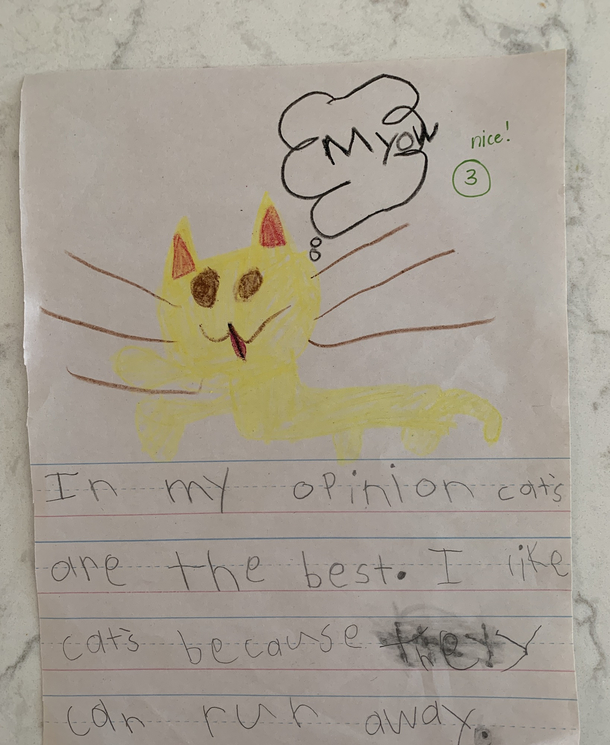 Myow
nice!
3
In my opinion cat's
are the best. I like
cat's because they
can run away.